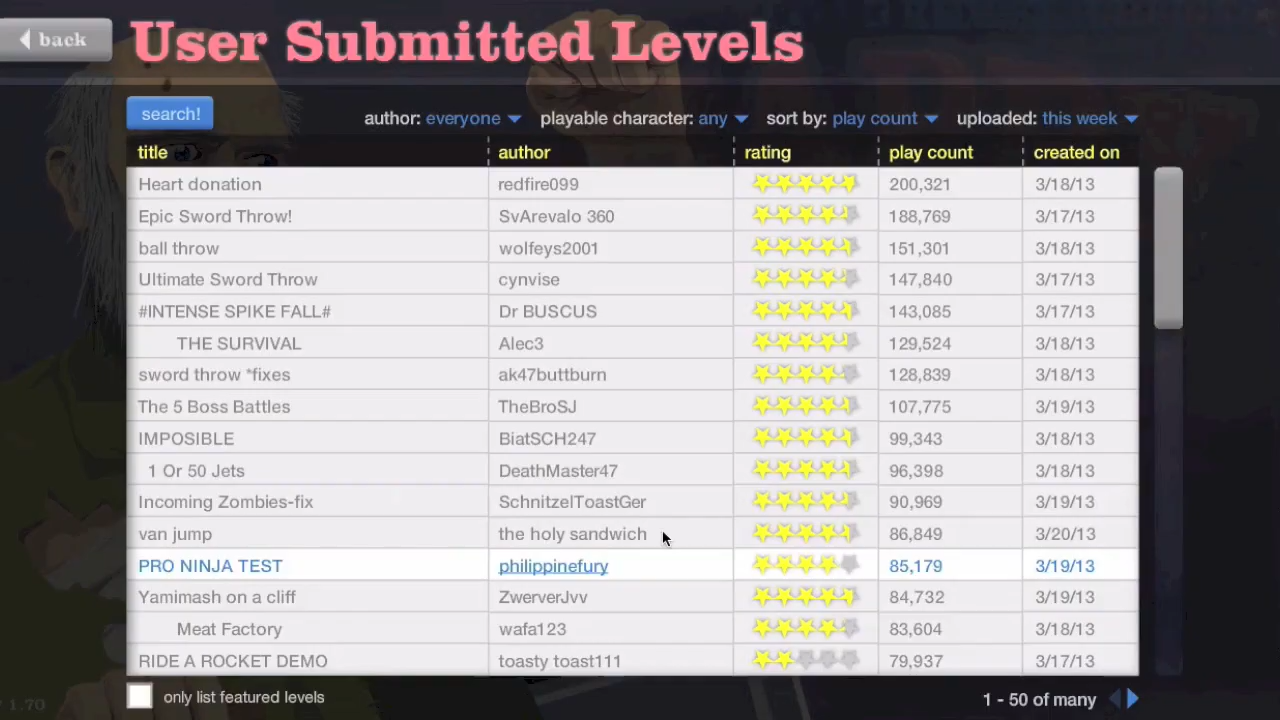 back
User Submitted Levels
search!
author: everyone playable character: any sort by: play count uploaded: this week
title author rating play count created on
Heart donation redfire099 200,321 3/18/13
Epic Sword Throw! SvArevalo 360 188,769 3/17/13
ball throw wolfeys2001 151,301 3/18/13
Ultimate Sword Throw cynvise 147,840 3/17/13
#INTENSE SPIKE FALL# Dr BUSCUS 143,085 3/17/13
THE SURVIVAL Alec3 129,524 3/18/13
sword throw *fixes ak47buttburn 128,839 3/18/13
The 5 Boss Battles TheBroSJ 107,775 3/19/13
IMPOSIBLE BiatSCH247 99,343 3/18/13
1 Or 50 Jets DeathMaster47 96,398 3/18/13
Incoming Zombies-fix SchnitzelToastGer 90,969 3/19/13
van jump the holy sandwich 86,849 3/20/13
PRO NINJA TEST philippinefury 85,179 3/19/13
Yamimash on a cliff ZwerverJvv 84,732 3/19/13
Meat Factory wafa123 83,604 3/18/13
RIDE A ROCKET DEMO toasty toast111 79,937 3/17/13
only list featured levels 1 - 50 of many
1.70